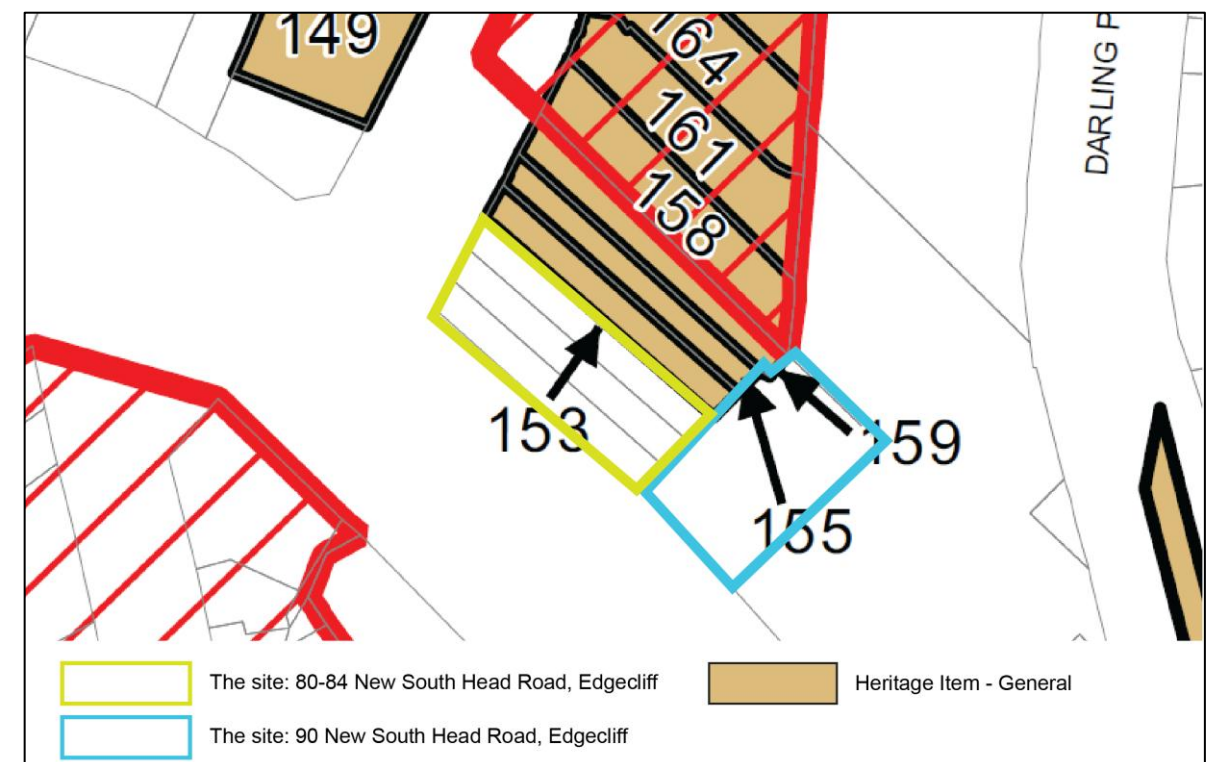 149
164
161
158
DARLING P
153
159
155
The site: 80-84 New South Head Road, Edgecliff
Heritage Item - General
The site: 90 New South Head Road, Edgecliff